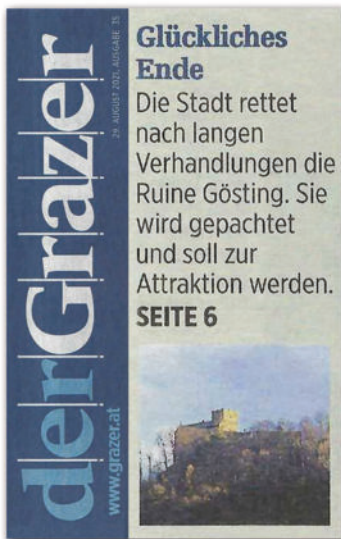 derGrazer
www.grazer.at
29. AUGUST 2021, AUSGABE 35
Glückliches
Ende
Die Stadt rettet
nach langen
Verhandlungen die
Ruine Gösting. Sie
wird gepachtet
und soll zur
Attraktion werden.
SEITE 6